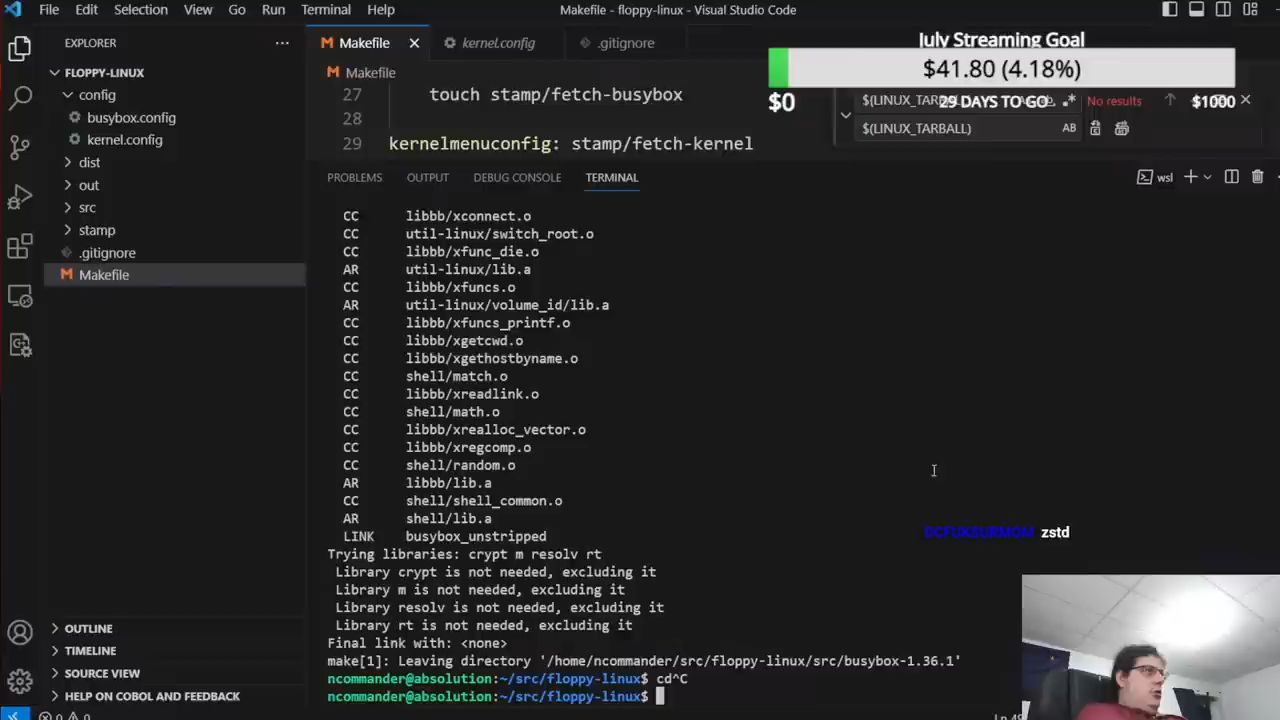 File Edit Selection View Go Run Terminal Help
Makefile - floppy-linux - Visual Studio Code
EXPLORER
FLOPPY-LINUX
config
busybox.config
kernel.config
dist
out
src
stamp
.gitignore
Makefile
OUTLINE
TIMELINE
SOURCE VIEW
HELP ON COBOL AND FEEDBACK
Makefile kernel.config .gitignore
Makefile
27 touch stamp/fetch-busybox
28
29 kernelmenuconfig: stamp/fetch-kernel
July Streaming Goal
$41.80 (4.18%)
$0 29 DAYS TO GO $1000
No results
$(LINUX_TARBALL)
AB
PROBLEMS OUTPUT DEBUG CONSOLE TERMINAL
wsl
CC libbb/xconnect.o
CC util-linux/switch_root.o
CC libbb/xfunc_die.o
AR util-linux/lib.a
CC libbb/xfuncs.o
AR util-linux/volume_id/lib.a
CC libbb/xfuncs_printf.o
CC libbb/xgetcwd.o
CC libbb/xgethostbyname.o
CC shell/match.o
CC libbb/xreadlink.o
CC shell/math.o
CC libbb/xrealloc_vector.o
CC libbb/xregcomp.o
CC shell/random.o
AR libbb/lib.a
CC shell/shell_common.o
AR shell/lib.a
LINK busybox_unstripped
Trying libraries: crypt m resolv rt
Library crypt is not needed, excluding it
Library m is not needed, excluding it
Library resolv is not needed, excluding it
Library rt is not needed, excluding it
Final link with: <none>
make[1]: Leaving directory '/home/ncommander/src/floppy-linux/src/busybox-1.36.1'
ncommander@absolution:~/src/floppy-linux$ cd^C
ncommander@absolution:~/src/floppy-linux$
DCFUKSURMOM zstd